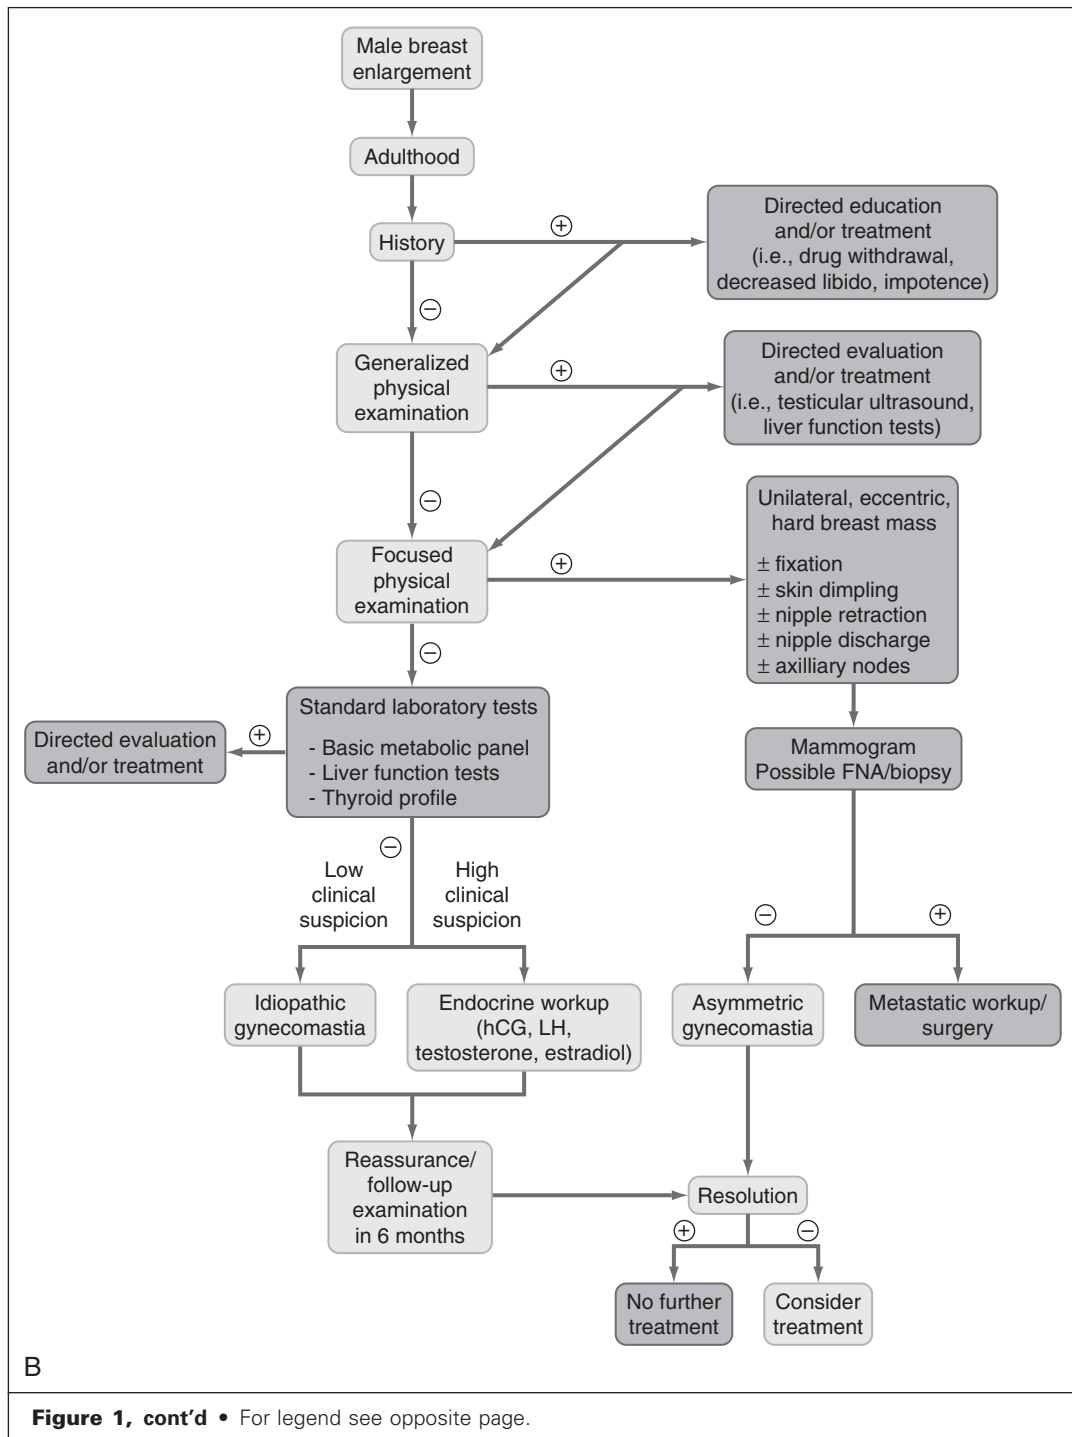 Male breast
enlargement
Adulthood
History
+
Directed education
and/or treatment
(i.e., drug withdrawal,
decreased libido, impotence)
−
Generalized
physical
examination
+
Directed evaluation
and/or treatment
(i.e., testicular ultrasound,
liver function tests)
−
Focused
physical
examination
+
Unilateral, eccentric,
hard breast mass
± fixation
± skin dimpling
± nipple retraction
± nipple discharge
± axilliary nodes
−
Standard laboratory tests
- Basic metabolic panel
- Liver function tests
- Thyroid profile
+
Directed evaluation
and/or treatment
Mammogram
Possible FNA/biopsy
−
Low
clinical
suspicion
High
clinical
suspicion
−
+
Idiopathic
gynecomastia
Endocrine workup
(hCG, LH,
testosterone, estradiol)
Asymmetric
gynecomastia
Metastatic workup/
surgery
Reassurance/
follow-up
examination
in 6 months
Resolution
+
−
No further
treatment
Consider
treatment
B
Figure 1, cont'd • For legend see opposite page.